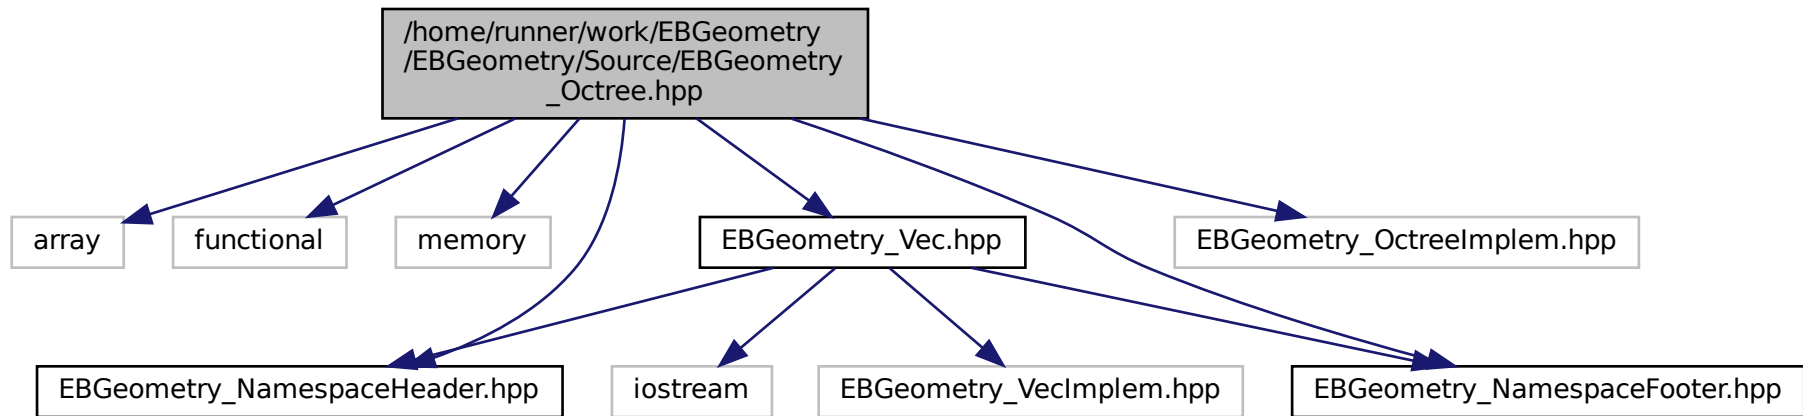 /home/runner/work/EBGeometry
/EBGeometry/Source/EBGeometry
_Octree.hpp
array
functional
memory
EBGeometry_Vec.hpp
EBGeometry_OctreeImplem.hpp
EBGeometry_NamespaceHeader.hpp
iostream
EBGeometry_VecImplem.hpp
EBGeometry_NamespaceFooter.hpp